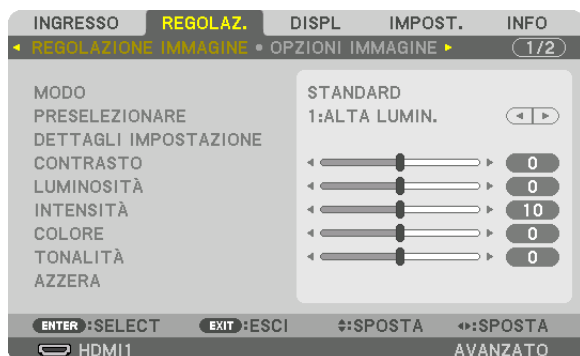 INGRESSO REGOLAZ. DISPL IMPOST. INFO
REGOLAZIONE IMMAGINE • OPZIONI IMMAGINE 1/2
MODO STANDARD
PRESELEZIONARE 1:ALTA LUMIN.
DETTAGLI IMPOSTAZIONE
CONTRASTO 0
LUMINOSITÀ 0
INTENSITÀ 10
COLORE 0
TONALITÀ 0
AZZERA
ENTER:SELECT EXIT:ESCI :SPOSTA :SPOSTA
HDMI1 AVANZATO